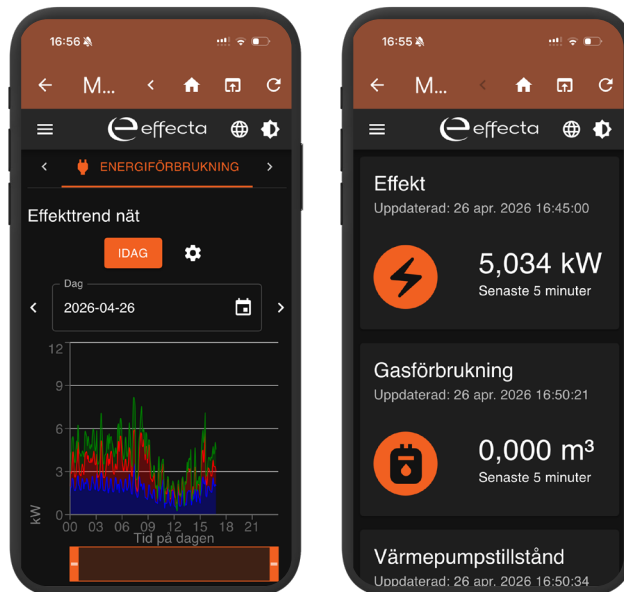 16:56
M...
effecta
ENERGIFÖRBRUKNING
Effekttrend nät
IDAG
Dag
2026-04-26
12
9
6
3
0
kW
00 03 06 09 12 15 18 21
Tid på dagen
16:55
M...
effecta
Effekt
Uppdaterad: 26 apr. 2026 16:45:00
5,034 kW
Senaste 5 minuter
Gasförbrukning
Uppdaterad: 26 apr. 2026 16:50:21
0,000 m³
Senaste 5 minuter
Värmepumpstillstånd
Uppdaterad: 26 apr. 2026 16:50:34